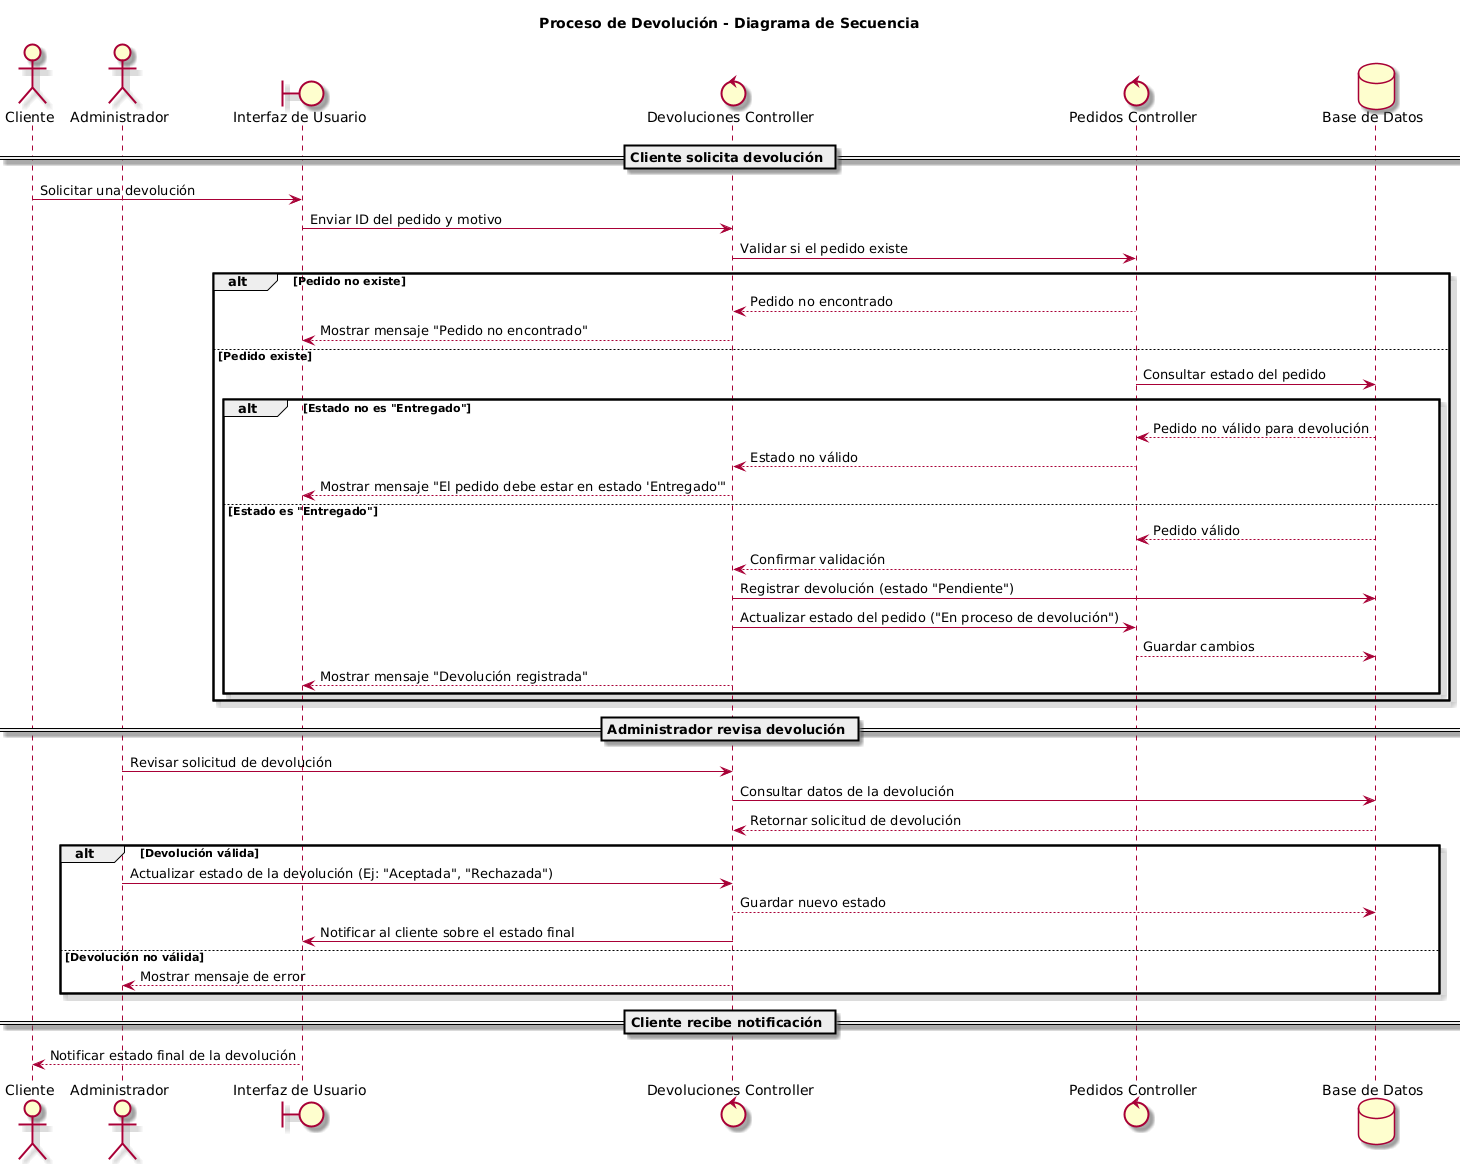 Proceso de Devolución - Diagrama de Secuencia
Cliente
Administrador
Interfaz de Usuario
Devoluciones Controller
Pedidos Controller
Base de Datos
Cliente solicita devolución
Solicitar una devolución
Enviar ID del pedido y motivo
Validar si el pedido existe
alt [Pedido no existe]
Pedido no encontrado
Mostrar mensaje "Pedido no encontrado"
[Pedido existe]
Consultar estado del pedido
alt [Estado no es "Entregado"]
Pedido no válido para devolución
Estado no válido
Mostrar mensaje "El pedido debe estar en estado 'Entregado'"
[Estado es "Entregado"]
Pedido válido
Confirmar validación
Registrar devolución (estado "Pendiente")
Actualizar estado del pedido ("En proceso de devolución")
Guardar cambios
Mostrar mensaje "Devolución registrada"
Administrador revisa devolución
Revisar solicitud de devolución
Consultar datos de la devolución
Retornar solicitud de devolución
alt [Devolución válida]
Actualizar estado de la devolución (Ej: "Aceptada", "Rechazada")
Guardar nuevo estado
Notificar al cliente sobre el estado final
[Devolución no válida]
Mostrar mensaje de error
Cliente recibe notificación
Notificar estado final de la devolución
Cliente
Administrador
Interfaz de Usuario
Devoluciones Controller
Pedidos Controller
Base de Datos